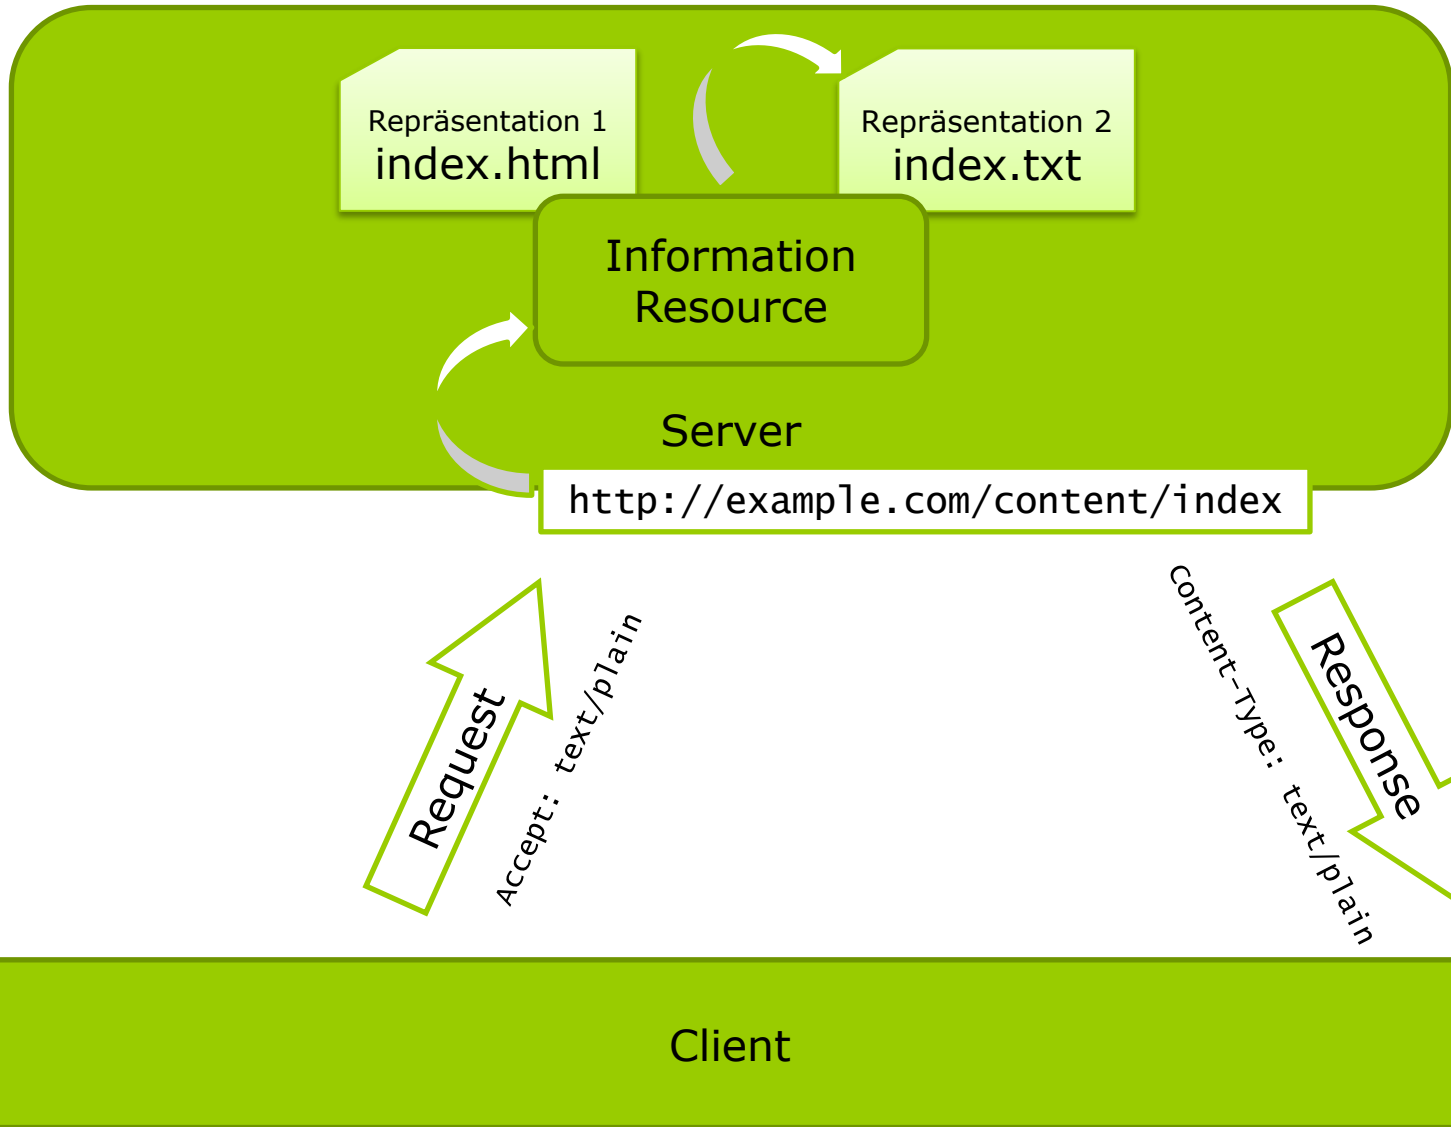 Repräsentation 1
index.html
Repräsentation 2
index.txt
Information
Resource
Server
http://example.com/content/index
Request
Accept: text/plain
Content-Type: text/plain
Response
Client